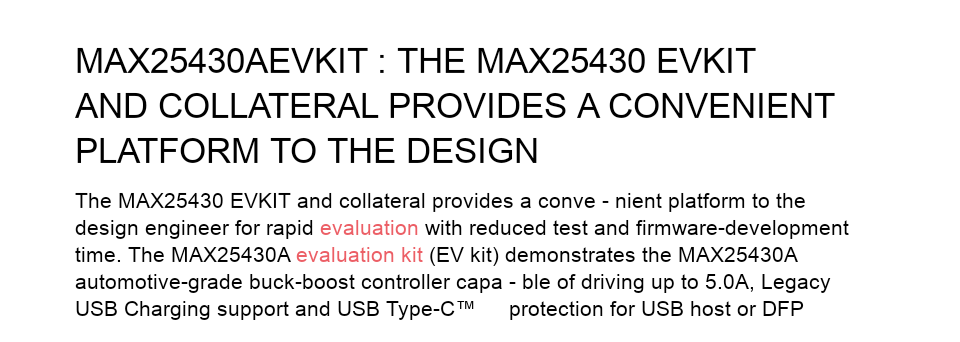 MAX25430AEVKIT : THE MAX25430 EVKIT
AND COLLATERAL PROVIDES A CONVENIENT
PLATFORM TO THE DESIGN
The MAX25430 EVKIT and collateral provides a conve - nient platform to the
design engineer for rapid evaluation with reduced test and firmware-development
time. The MAX25430A evaluation kit (EV kit) demonstrates the MAX25430A
automotive-grade buck-boost controller capa - ble of driving up to 5.0A, Legacy
USB Charging support and USB Type-C™ protection for USB host or DFP